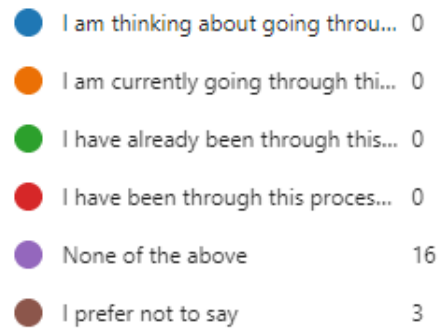 I am thinking about going throu... 0
I am currently going through thi... 0
I have already been through this... 0
I have been through this proces... 0
None of the above 16
I prefer not to say 3